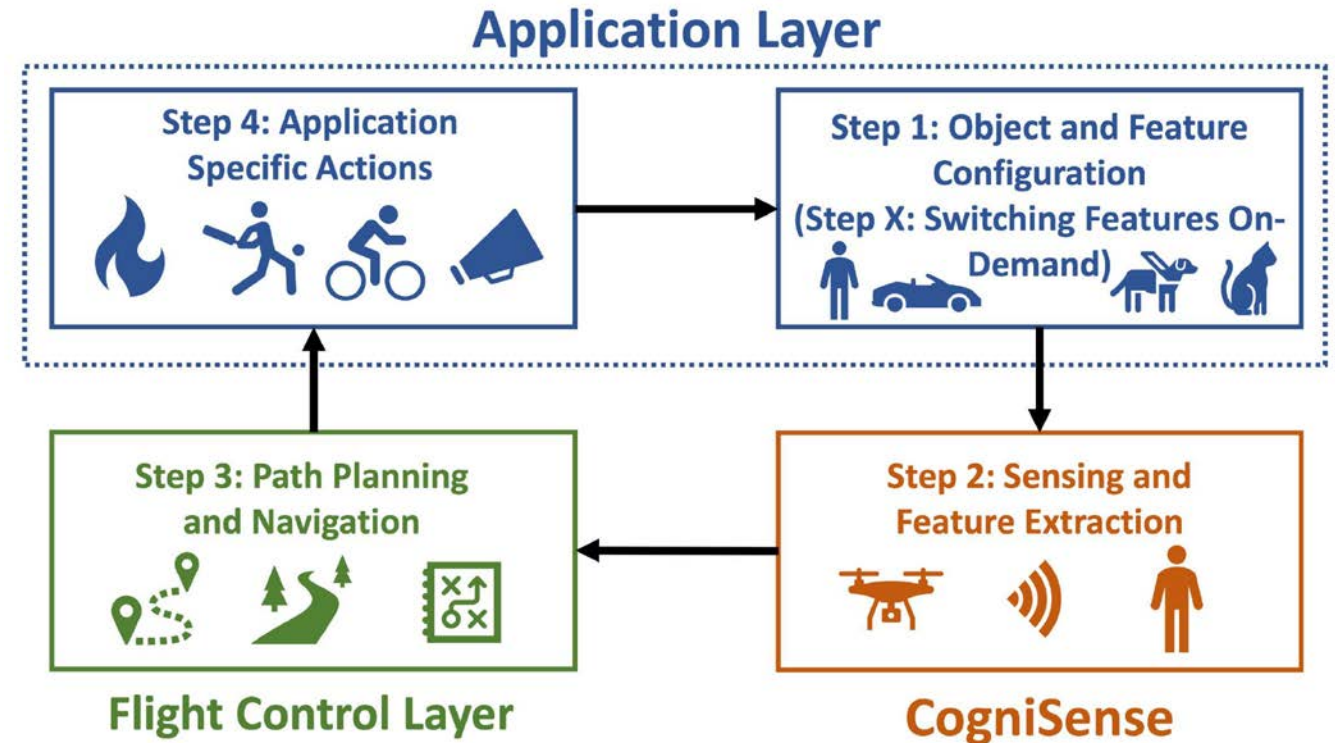 Application Layer
Step 4: Application
Specific Actions
Step 1: Object and Feature
Configuration
(Step X: Switching Features On-
Demand)
Step 3: Path Planning
and Navigation
Step 2: Sensing and
Feature Extraction
Flight Control Layer
CogniSense